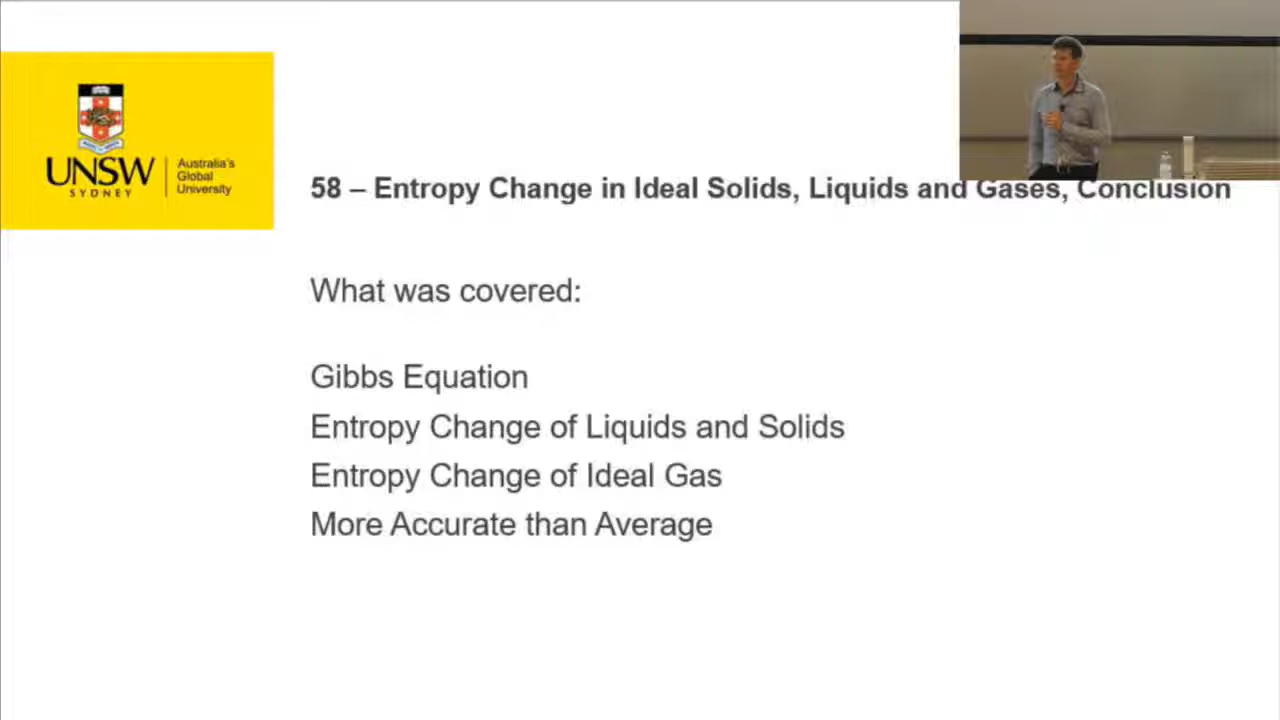 UNSW
SYDNEY
Australia's
Global
University
58 – Entropy Change in Ideal Solids, Liquids and Gases, Conclusion
What was covered:
Gibbs Equation
Entropy Change of Liquids and Solids
Entropy Change of Ideal Gas
More Accurate than Average